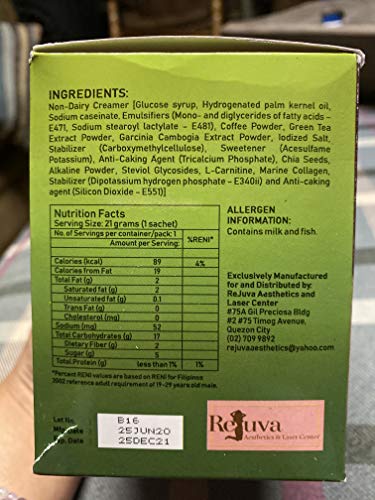 INGREDIENTS:
Non-Dairy Creamer [Glucose syrup, Hydrogenated palm kernel oil,
Sodium caseinate, Emulsifiers (Mono- and diglycerides of fatty acids -
E471, Sodium stearoyl lactylate - E481), Coffee Powder, Green Tea
Extract Powder, Garcinia Cambogia Extract Powder, Iodized Salt,
Stabilizer (Carboxymethylcellulose), Sweetener (Acesulfame
Potassium), Anti-Caking Agent (Tricalcium Phosphate), Chia Seeds,
Alkaline Powder, Steviol Glycosides, L-Carnitine, Marine Collagen,
Stabilizer (Dipotassium hydrogen phosphate - E340ii) and Anti-caking
agent (Silicon Dioxide - E551)]
Nutrition Facts
Serving Size: 21 grams (1 sachet)
No. of Servings per container/pack: 1
Amount per Serving: %RENI*
Calories (kcal) 89 4%
Calories from Fat 19
Total Fat (g) 2
Saturated fat (g) 2
Unsaturated fat (g) 0.1
Trans Fat (g) 0
Cholesterol (mg) 0
Sodium (mg) 52
Total Carbohydrates (g) 17
Dietary Fiber (g) 2
Sugar (g) 5
Total Protein (g) less than 1% 1%
*Percent RENI values are based on RENI for Filipinos
2002 reference adult requirement of 19-29 years old male.
ALLERGEN
INFORMATION:
Contains milk and fish.
Exclusively Manufactured
for and Distributed by:
ReJuva Aesthetics and
Laser Center
#75A Gil Preciosa Bldg
#2 #75 Timog Avenue,
Quezon City
(02) 709 9892
rejuvaaesthetics@yahoo.com
Lot No. B16
Mfg. Date 25JUN20
Exp. Date 25DEC21
ReJuva
Aesthetics & Laser Center